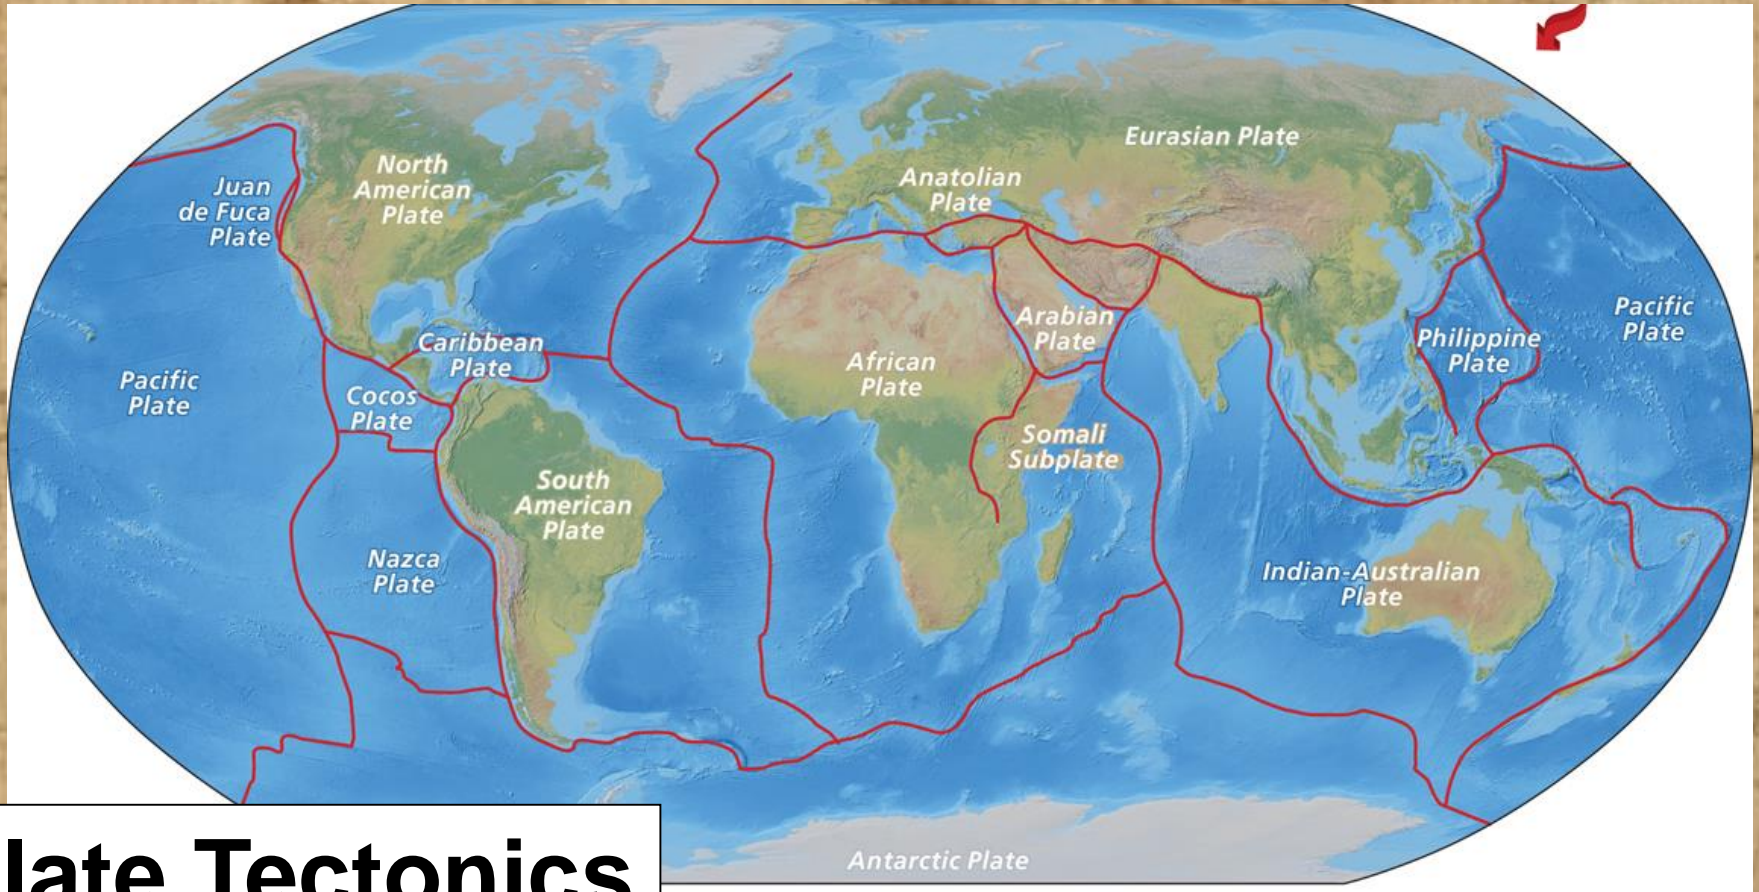 Eurasian Plate
North
American
Plate
Anatolian
Plate
Juan
de Fuca
Plate
Pacific
Plate
Arabian
Plate
Philippine
Plate
Caribbean
Plate
African
Plate
Pacific
Plate
Cocos
Plate
Somali
Subplate
South
American
Plate
Nazca
Plate
Indian-Australian
Plate
Antarctic Plate
late Tectonics